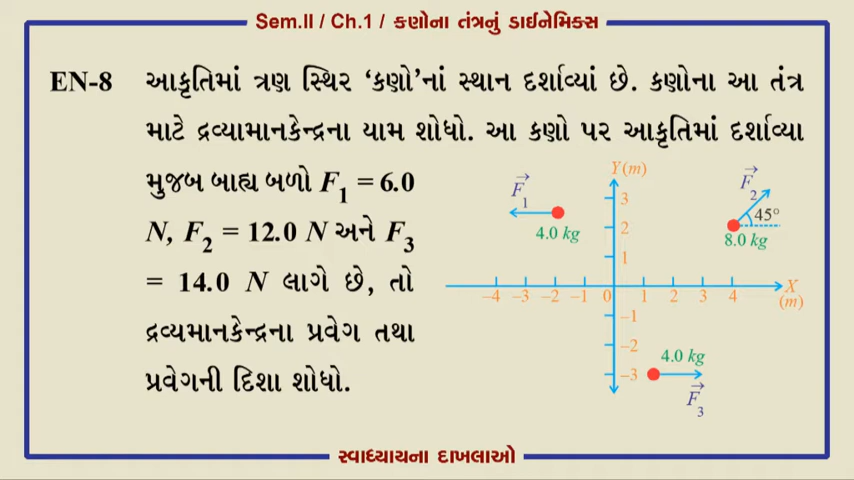 Sem.II / Ch.1 / કણોના તંત્રનું ડાઈનેમિક્સ
EN-8 આકૃતિમાં ત્રણ સ્થિર ‘કણો’નાં સ્થાન દર્શાવ્યાં છે. કણોના આ તંત્ર
માટે દ્રવ્યામાનકેન્દ્રના યામ શોધો. આ કણો પર આકૃતિમાં દર્શાવ્યા
મુજબ બાહ્ય બળો F1 = 6.0
N, F2 = 12.0 N અને F3
= 14.0 N લાગે છે, તો
દ્રવ્યમાનકેન્દ્રના પ્રવેગ તથા
પ્રવેગની દિશા શોધો.
Y(m)
F1
F2
3
45°
4.0 kg
2
8.0 kg
1
–4 –3 –2 –1 0 1 2 3 4 X
(m)
–1
–2
4.0 kg
–3
F3
સ્વાધ્યાયના દાખલાઓ